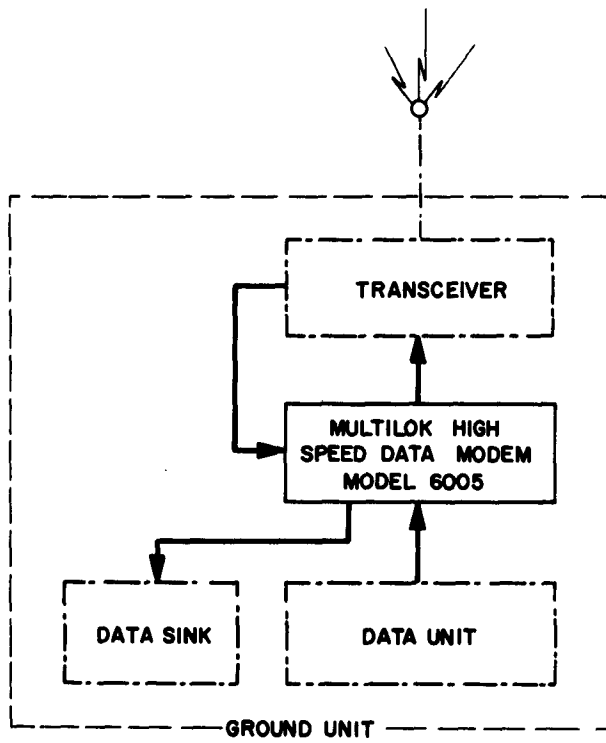 TRANSCEIVER
MULTILOK HIGH
SPEED DATA MODEM
MODEL 6005
DATA SINK
DATA UNIT
GROUND UNIT